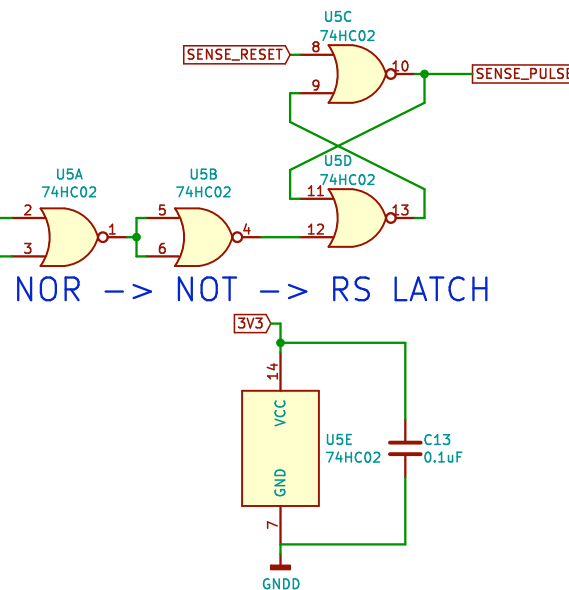 U5C
74HC02
SENSE_RESET
8
9
10
SENSE_PULSE
U5D
74HC02
11
12
13
U5A
74HC02
2
3
1
U5B
74HC02
5
6
4
NOR -> NOT -> RS LATCH
3V3
14
VCC
GND
7
U5E
74HC02
C13
0.1uF
GNDD